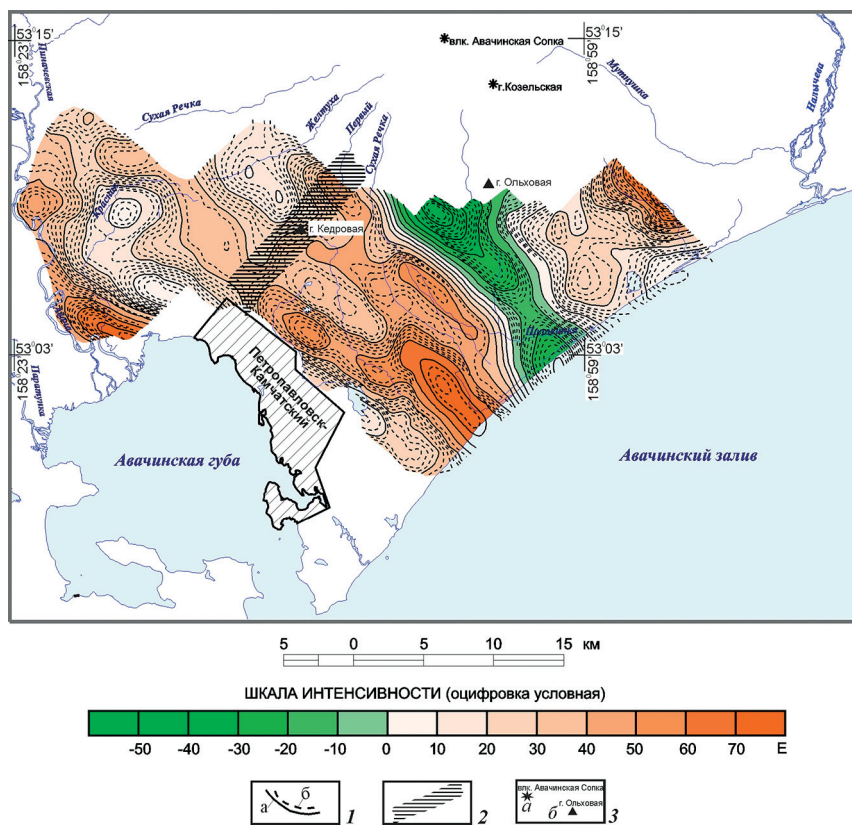 53°15'
158°23'
Пиначевская
влк. Авачинская Сопка
53°15'
158°59'
г.Козельская
Мутнушка
Налычева
Сухая Речка
Желтуха
Первый
Сухая Речка
г. Ольховая
Красная
г. Кедровая
53°03'
158°23'
Паратунка
53°03'
158°59'
Петропавловск-
Камчатский
Авачинская губа
Авачинский залив
5 0 5 10 15 км
ШКАЛА ИНТЕНСИВНОСТИ (оцифровка условная)
-50 -40 -30 -20 -10 0 10 20 30 40 50 60 70 Е
а б 1
2
влк. Авачинская Сопка
а
г. Ольховая
б
3